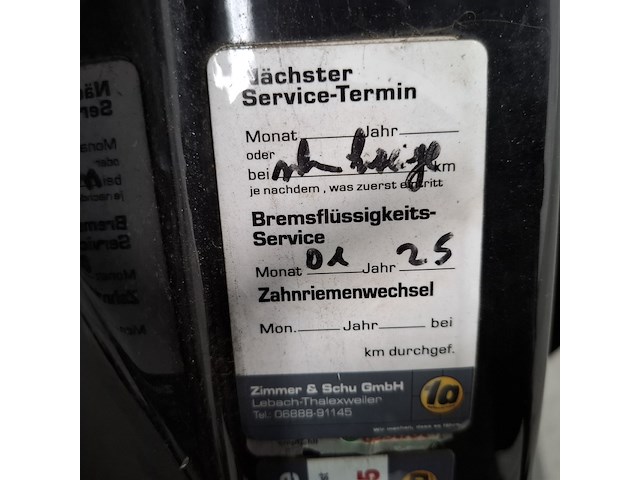 Nächster
Service-Termin
Monat Jahr
oder
bei km
je nachdem, was zuerst eintritt
Bremsflüssigkeits-
Service
Monat 01 Jahr 25
Zahnriemenwechsel
Mon. Jahr bei
km durchgef.
Zimmer & Schu GmbH 1a
Lebach-Thalexweiler
Tel.: 06888-91145